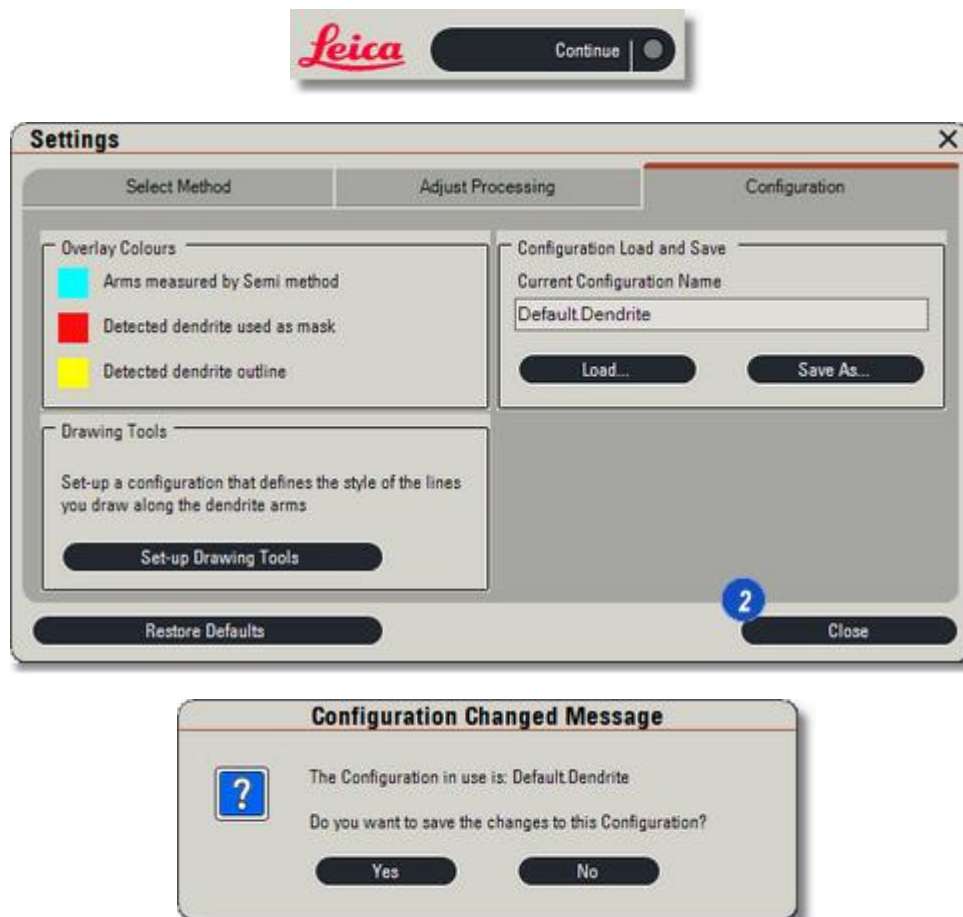 Leica
Continue
Settings
Select Method
Adjust Processing
Configuration
Overlay Colours
Arms measured by Semi method
Detected dendrite used as mask
Detected dendrite outline
Configuration Load and Save
Current Configuration Name
Default.Dendrite
Load...
Save As...
Drawing Tools
Set-up a configuration that defines the style of the lines
you draw along the dendrite arms
Set-up Drawing Tools
2
Restore Defaults
Close
Configuration Changed Message
?
The Configuration in use is: Default.Dendrite
Do you want to save the changes to this Configuration?
Yes
No